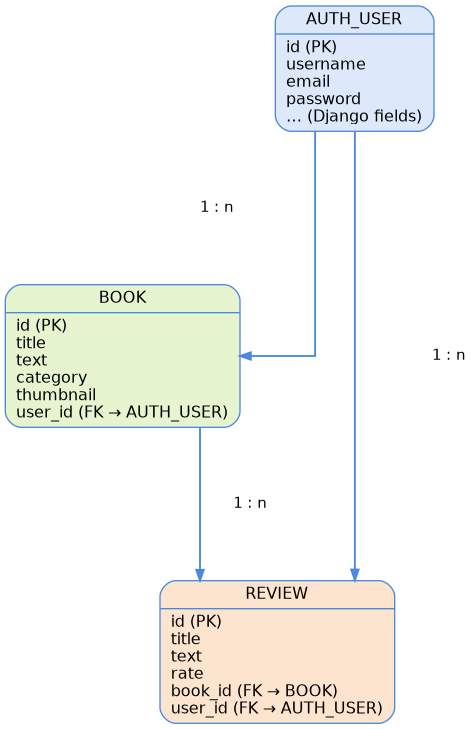 AUTH_USER
id (PK)
username
email
password
... (Django fields)
1 : n
BOOK
id (PK)
title
text
category
thumbnail
user_id (FK → AUTH_USER)
1 : n
1 : n
REVIEW
id (PK)
title
text
rate
book_id (FK → BOOK)
user_id (FK → AUTH_USER)